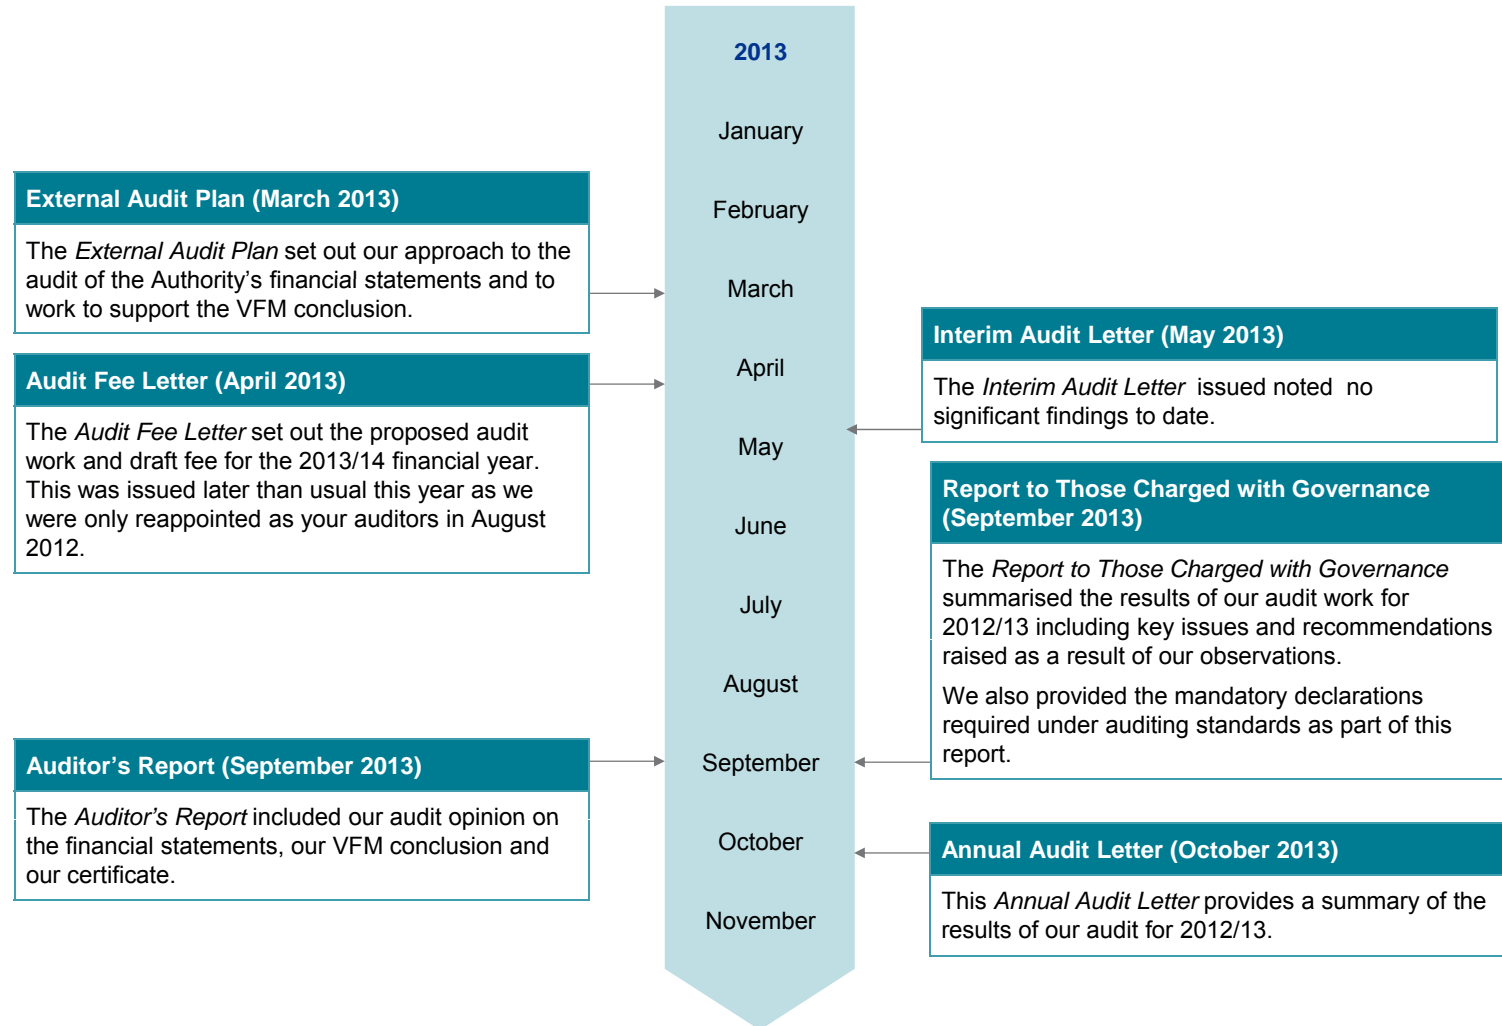 2013
January
February
March
April
May
June
July
August
September
October
November
External Audit Plan (March 2013)
The External Audit Plan set out our approach to the
audit of the Authority's financial statements and to
work to support the VFM conclusion.
Audit Fee Letter (April 2013)
The Audit Fee Letter set out the proposed audit
work and draft fee for the 2013/14 financial year.
This was issued later than usual this year as we
were only reappointed as your auditors in August
2012.
Auditor's Report (September 2013)
The Auditor's Report included our audit opinion on
the financial statements, our VFM conclusion and
our certificate.
Interim Audit Letter (May 2013)
The Interim Audit Letter issued noted no
significant findings to date.
Report to Those Charged with Governance
(September 2013)
The Report to Those Charged with Governance
summarised the results of our audit work for
2012/13 including key issues and recommendations
raised as a result of our observations.
We also provided the mandatory declarations
required under auditing standards as part of this
report.
Annual Audit Letter (October 2013)
This Annual Audit Letter provides a summary of the
results of our audit for 2012/13.